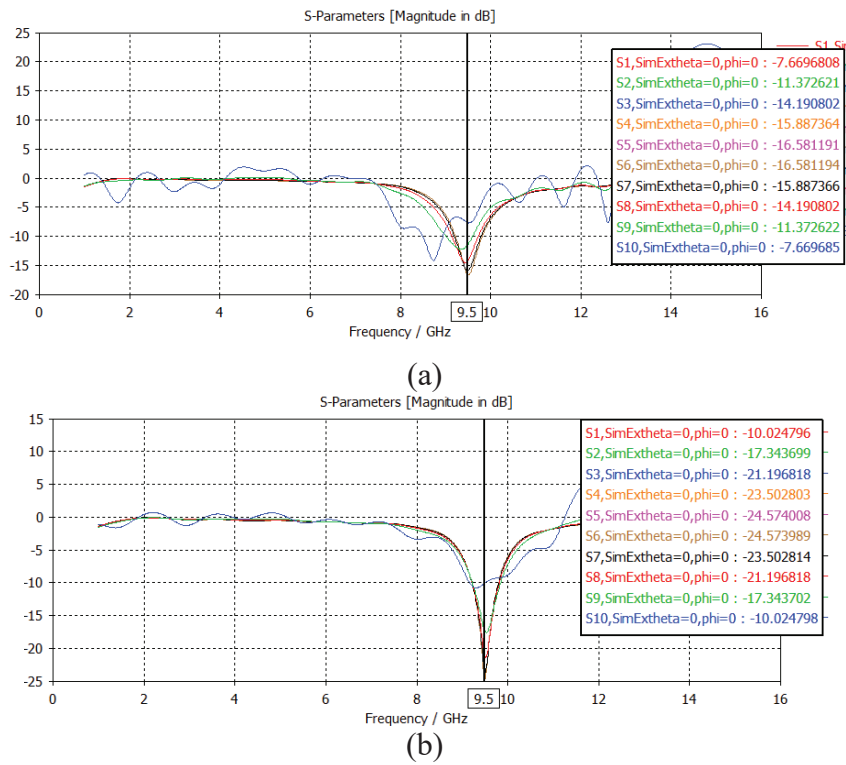 S-Parameters [Magnitude in dB]
25
20
15
10
5
0
-5
-10
-15
-20
0
2
4
6
8
9.5
10
12
14
16
Frequency / GHz
S1,SimExtheta=0,phi=0 : -7.6696808
S2,SimExtheta=0,phi=0 : -11.372621
S3,SimExtheta=0,phi=0 : -14.190802
S4,SimExtheta=0,phi=0 : -15.887364
S5,SimExtheta=0,phi=0 : -16.581191
S6,SimExtheta=0,phi=0 : -16.581194
S7,SimExtheta=0,phi=0 : -15.887366
S8,SimExtheta=0,phi=0 : -14.190802
S9,SimExtheta=0,phi=0 : -11.372622
S10,SimExtheta=0,phi=0 : -7.669685
(a)
S-Parameters [Magnitude in dB]
15
10
5
0
-5
-10
-15
-20
-25
0
2
4
6
8
9.5
10
12
14
16
Frequency / GHz
S1,SimExtheta=0,phi=0 : -10.024796
S2,SimExtheta=0,phi=0 : -17.343699
S3,SimExtheta=0,phi=0 : -21.196818
S4,SimExtheta=0,phi=0 : -23.502803
S5,SimExtheta=0,phi=0 : -24.574008
S6,SimExtheta=0,phi=0 : -24.573989
S7,SimExtheta=0,phi=0 : -23.502814
S8,SimExtheta=0,phi=0 : -21.196818
S9,SimExtheta=0,phi=0 : -17.343702
S10,SimExtheta=0,phi=0 : -10.024798
(b)